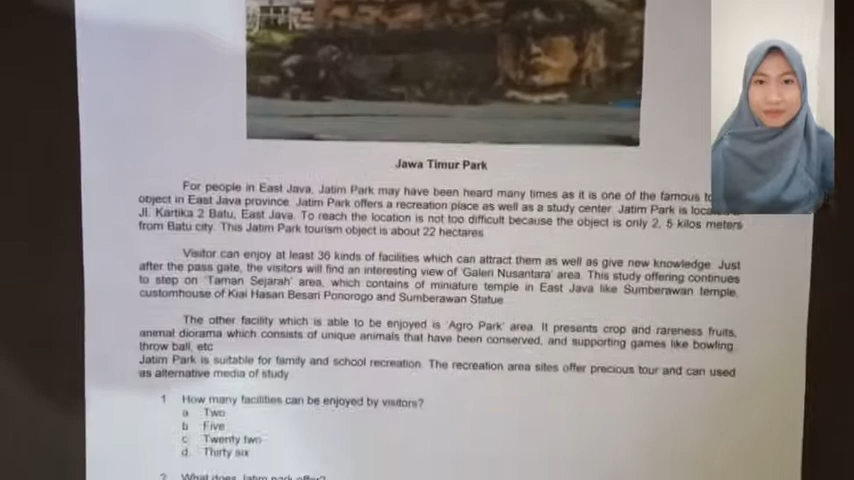 Jawa Timur Park
For people in East Java, Jatim Park may have been heard many times as it is one of the famous
object in East Java province. Jatim Park offers a recreation place as well as a study center. Jatim Park is
Jl. Kartika 2 Batu, East Java. To reach the location is not too difficult because the object is only 2, 5 kilos meters
from Batu city. This Jatim Park tourism object is about 22 hectares
Visitor can enjoy at least 36 kinds of facilities which can attract them as well as give new knowledge. Just
after the pass gate, the visitors will find an interesting view of 'Galeri Nusantara' area. This study offering continues
to step on 'Taman Sejarah' area, which contains of miniature temple in East Java like Sumberawan temple,
customhouse of Kiai Hasan Besari Ponorogo and Sumberawan Statue
The other facility which is able to be enjoyed is 'Agro Park' area. It presents crop and rareness fruits,
animal diorama which consists of unique animals that have been conserved, and supporting games like bowling,
throw ball, etc
Jatim Park is suitable for family and school recreation. The recreation area sites offer precious tour and can used
as alternative media of study
1 How many facilities can be enjoyed by visitors?
a Two
b Five
c Twenty two
d. Thirty six
2 What does Jatim park offer?